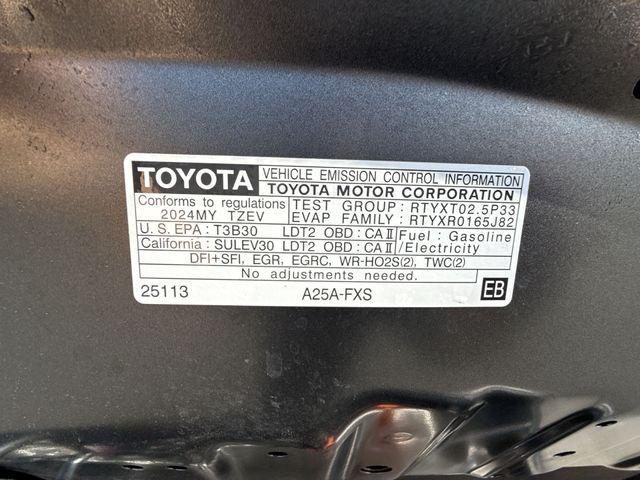 TOYOTA VEHICLE EMISSION CONTROL INFORMATION
TOYOTA MOTOR CORPORATION
Conforms to regulations
2024MY TZEV
TEST GROUP : RTYXT02.5P33
EVAP FAMILY : RTYXR0165J82
U. S. EPA : T3B30 LDT2 OBD : CA II
California : SULEV30 LDT2 OBD : CA II
Fuel : Gasoline
/Electricity
DFI+SFI, EGR, EGRC, WR-HO2S(2), TWC(2)
No adjustments needed.
25113 A25A-FXS EB